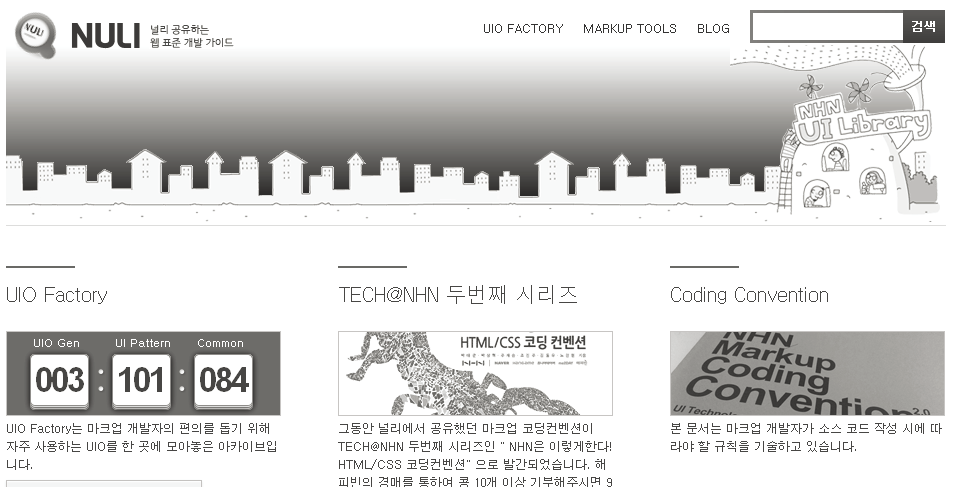 NULI
널리 공유하는
웹 표준 개발 가이드
UIO FACTORY MARKUP TOOLS BLOG 검색
NHN
UI Library
UIO Factory
UIO Gen UI Pattern Common
003 : 101 : 084
UIO Factory는 마크업 개발자의 편의를 돕기 위해
자주 사용하는 UIO를 한 곳에 모아놓은 아카이브입
니다.
TECH@NHN 두번째 시리즈
HTML/CSS 코딩 컨벤션
그동안 널리에서 공유했던 마크업 코딩컨벤션이
TECH@NHN 두번째 시리즈인 " NHN은 이렇게한다!
HTML/CSS 코딩컨벤션" 으로 발간되었습니다. 해
피빈의 경매를 통하여 콩 10개 이상 기부해주시면 9
Coding Convention
NHN
Markup
Coding
Convention 2.0
본 문서는 마크업 개발자가 소스 코드 작성 시에 따
라야 할 규칙을 기술하고 있습니다.